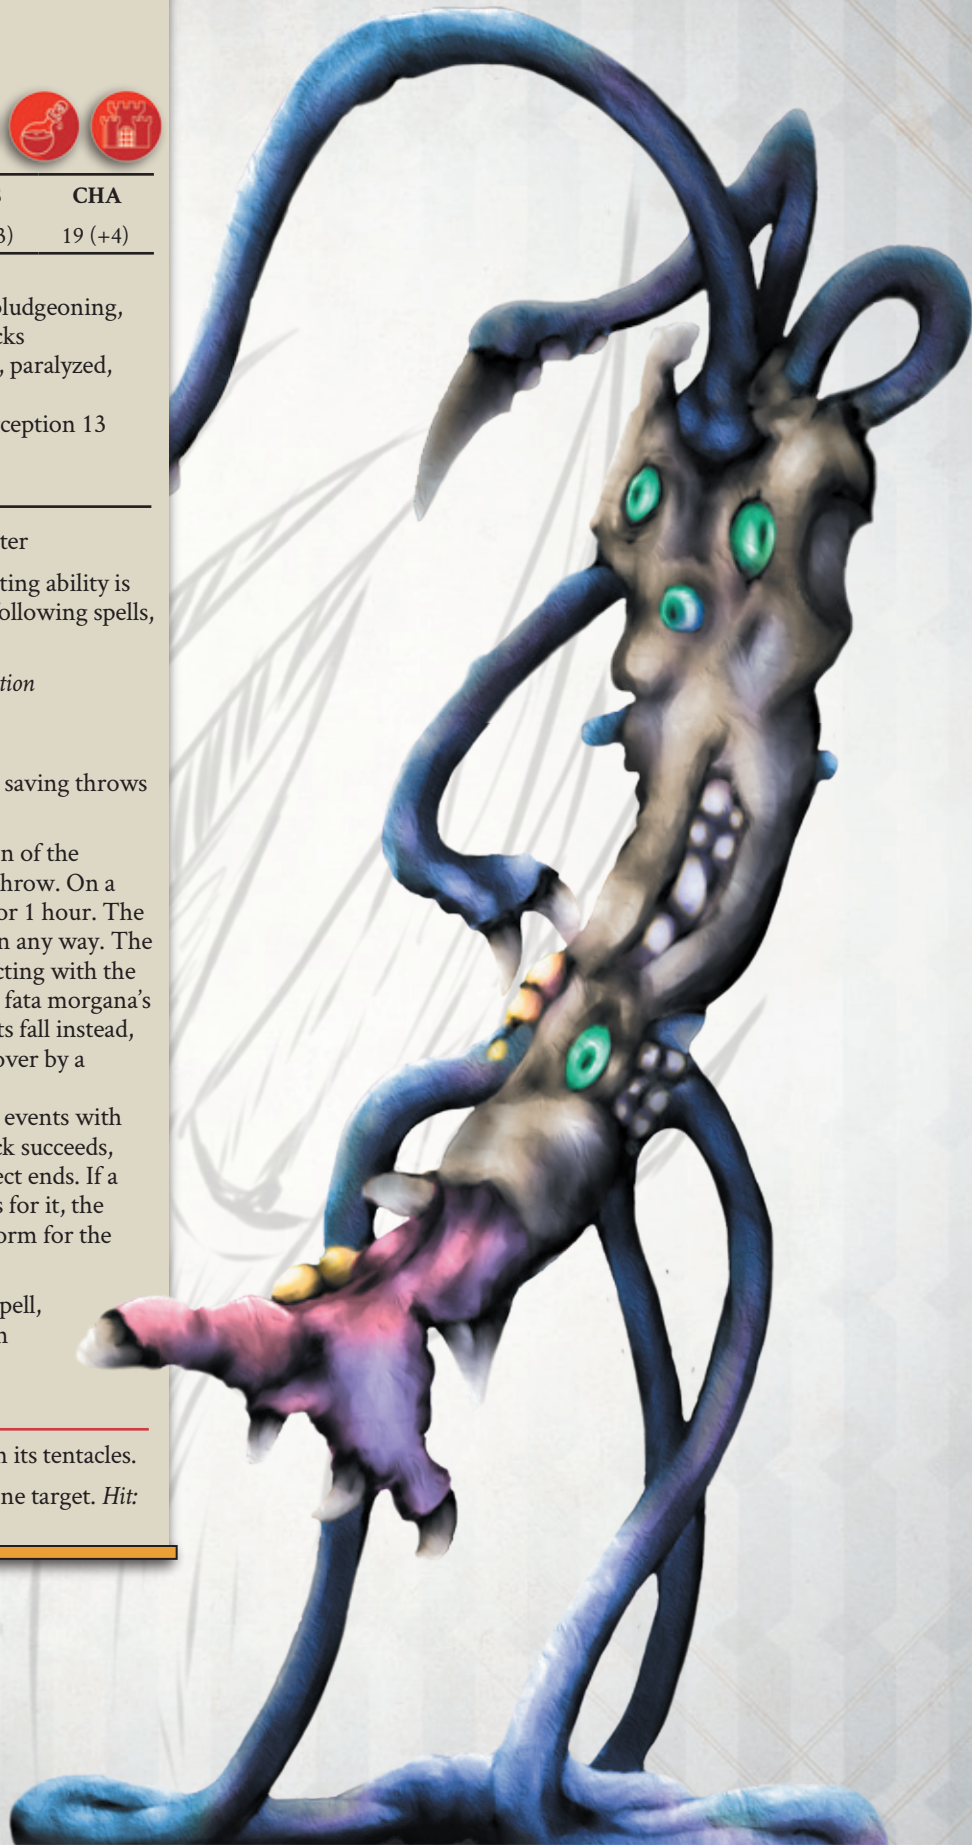 CHA
3) 19 (+4)
ludgeoning,
cks
, paralyzed,
ception 13
ter
ting ability is
ollowing spells,
tion
saving throws
n of the
hrow. On a
or 1 hour. The
n any way. The
cting with the
fata morgana’s
ts fall instead,
over by a
events with
ck succeeds,
ect ends. If a
s for it, the
orm for the
pell,
n
n its tentacles.
ne target. Hit: